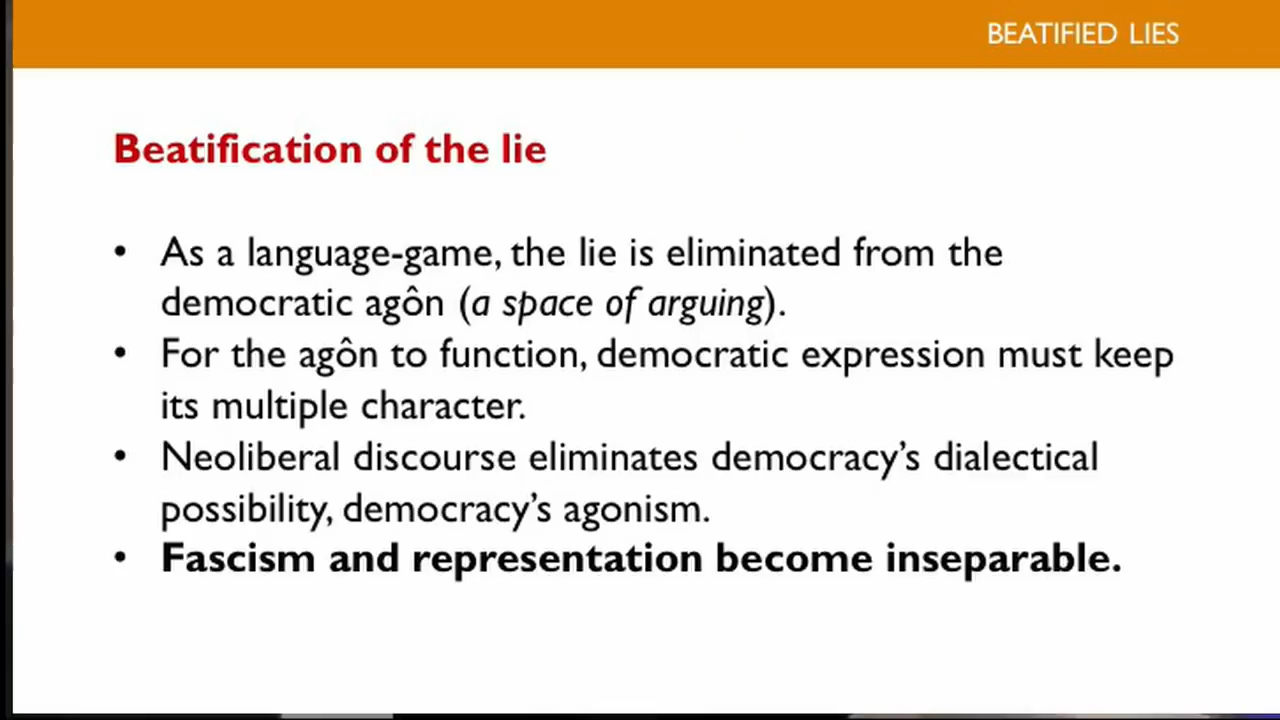 BEATIFIED LIES
Beatification of the lie
• As a language-game, the lie is eliminated from the
democratic agôn (a space of arguing).
• For the agôn to function, democratic expression must keep
its multiple character.
• Neoliberal discourse eliminates democracy’s dialectical
possibility, democracy’s agonism.
• Fascism and representation become inseparable.